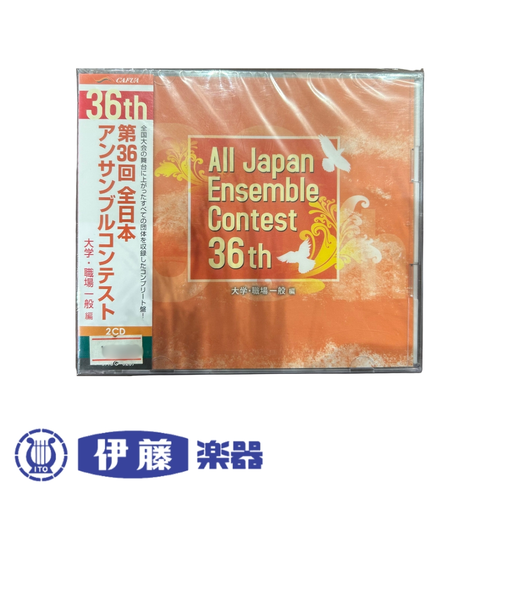 CAFUA
36th
第36回 全日本
アンサンブルコンテスト
大学・職場 一般 編
全国大会の舞台に上がったすべての団体を収録したコンプリート盤!
2CD
All Japan
Ensemble
Contest
36th
大学・職場 一般 編
ITO
伊藤楽器